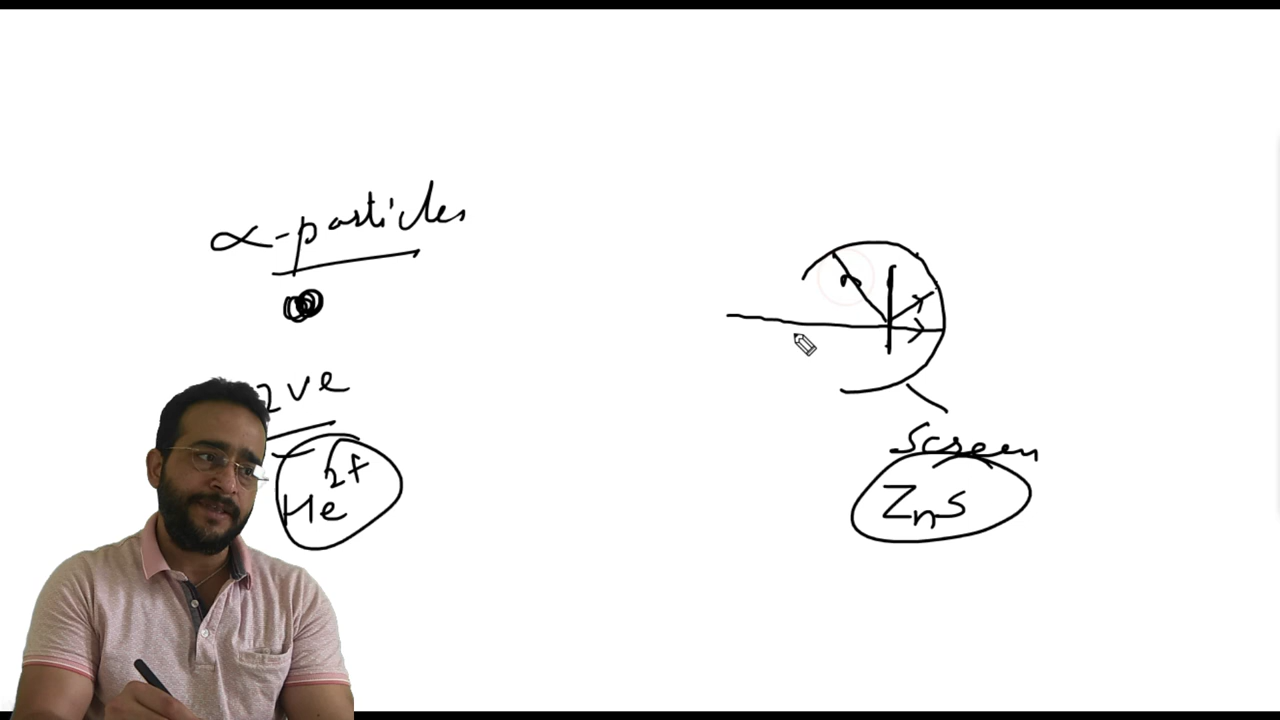 α-particles
2ve
He2+
Screen
ZnS